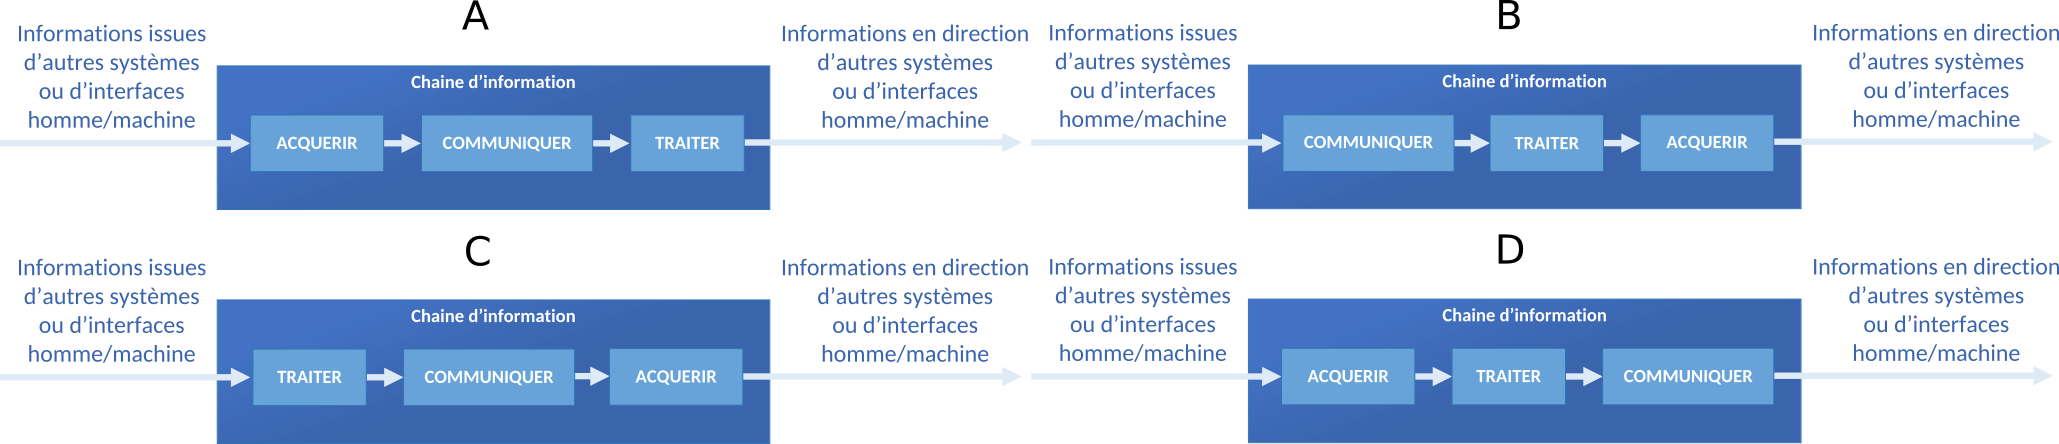 A
Informations issues
d’autres systèmes
ou d’interfaces
homme/machine
Chaine d’information
ACQUERIR
COMMUNIQUER
TRAITER
Informations en direction
d’autres systèmes
ou d’interfaces
homme/machine
B
Informations issues
d’autres systèmes
ou d’interfaces
homme/machine
Chaine d’information
COMMUNIQUER
TRAITER
ACQUERIR
Informations en direction
d’autres systèmes
ou d’interfaces
homme/machine
C
Informations issues
d’autres systèmes
ou d’interfaces
homme/machine
Chaine d’information
TRAITER
COMMUNIQUER
ACQUERIR
Informations en direction
d’autres systèmes
ou d’interfaces
homme/machine
D
Informations issues
d’autres systèmes
ou d’interfaces
homme/machine
Chaine d’information
ACQUERIR
TRAITER
COMMUNIQUER
Informations en direction
d’autres systèmes
ou d’interfaces
homme/machine